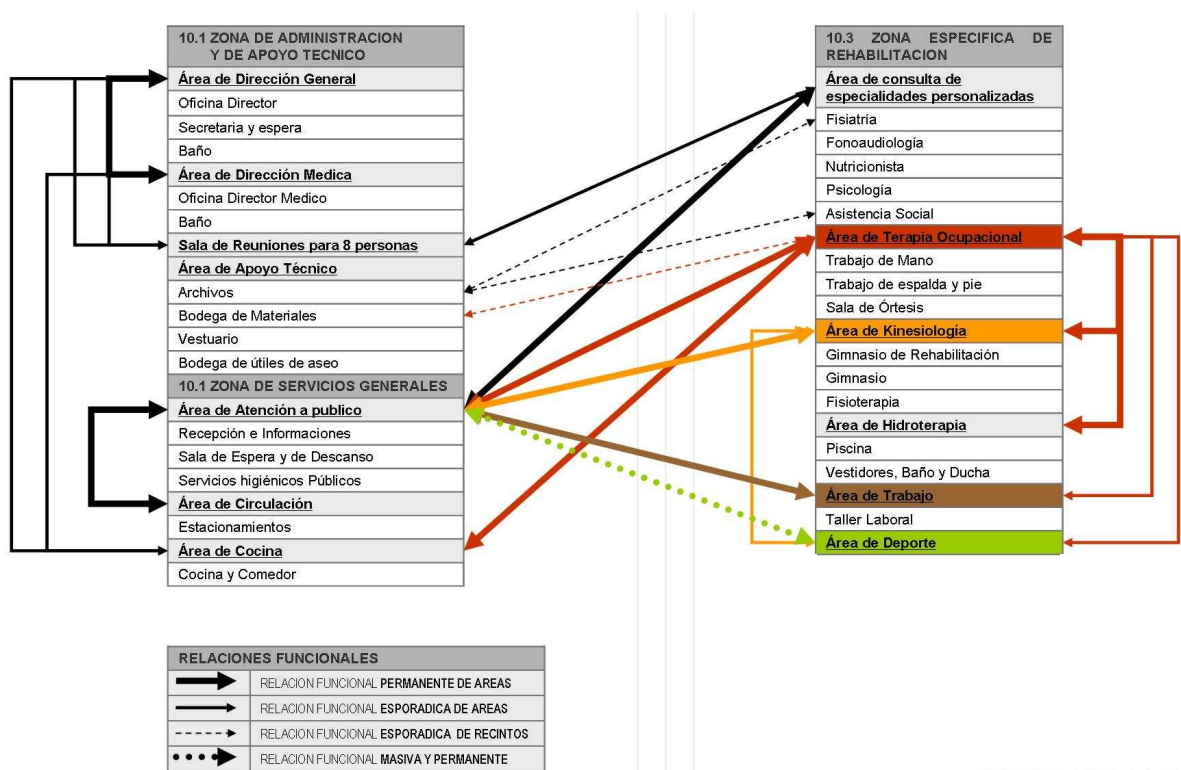 10.1 ZONA DE ADMINISTRACION
Y DE APOYO TECNICO
Área de Dirección General
Oficina Director
Secretaria y espera
Baño
Área de Dirección Medica
Oficina Director Medico
Baño
Sala de Reuniones para 8 personas
Área de Apoyo Técnico
Archivos
Bodega de Materiales
Vestuario
Bodega de útiles de aseo
10.1 ZONA DE SERVICIOS GENERALES
Área de Atención a publico
Recepción e Informaciones
Sala de Espera y de Descanso
Servicios higiénicos Públicos
Área de Circulación
Estacionamientos
Área de Cocina
Cocina y Comedor
10.3 ZONA ESPECIFICA DE
REHABILITACION
Área de consulta de
especialidades personalizadas
Fisiatría
Fonoaudiología
Nutricionista
Psicología
Asistencia Social
Área de Terapia Ocupacional
Trabajo de Mano
Trabajo de espalda y pie
Sala de Órtesis
Área de Kinesiología
Gimnasio de Rehabilitación
Gimnasio
Fisioterapia
Área de Hidroterapia
Piscina
Vestidores, Baño y Ducha
Área de Trabajo
Taller Laboral
Área de Deporte
RELACIONES FUNCIONALES
RELACION FUNCIONAL PERMANENTE DE AREAS
RELACION FUNCIONAL ESPORADICA DE AREAS
RELACION FUNCIONAL ESPORADICA DE RECINTOS
RELACION FUNCIONAL MASIVA Y PERMANENTE